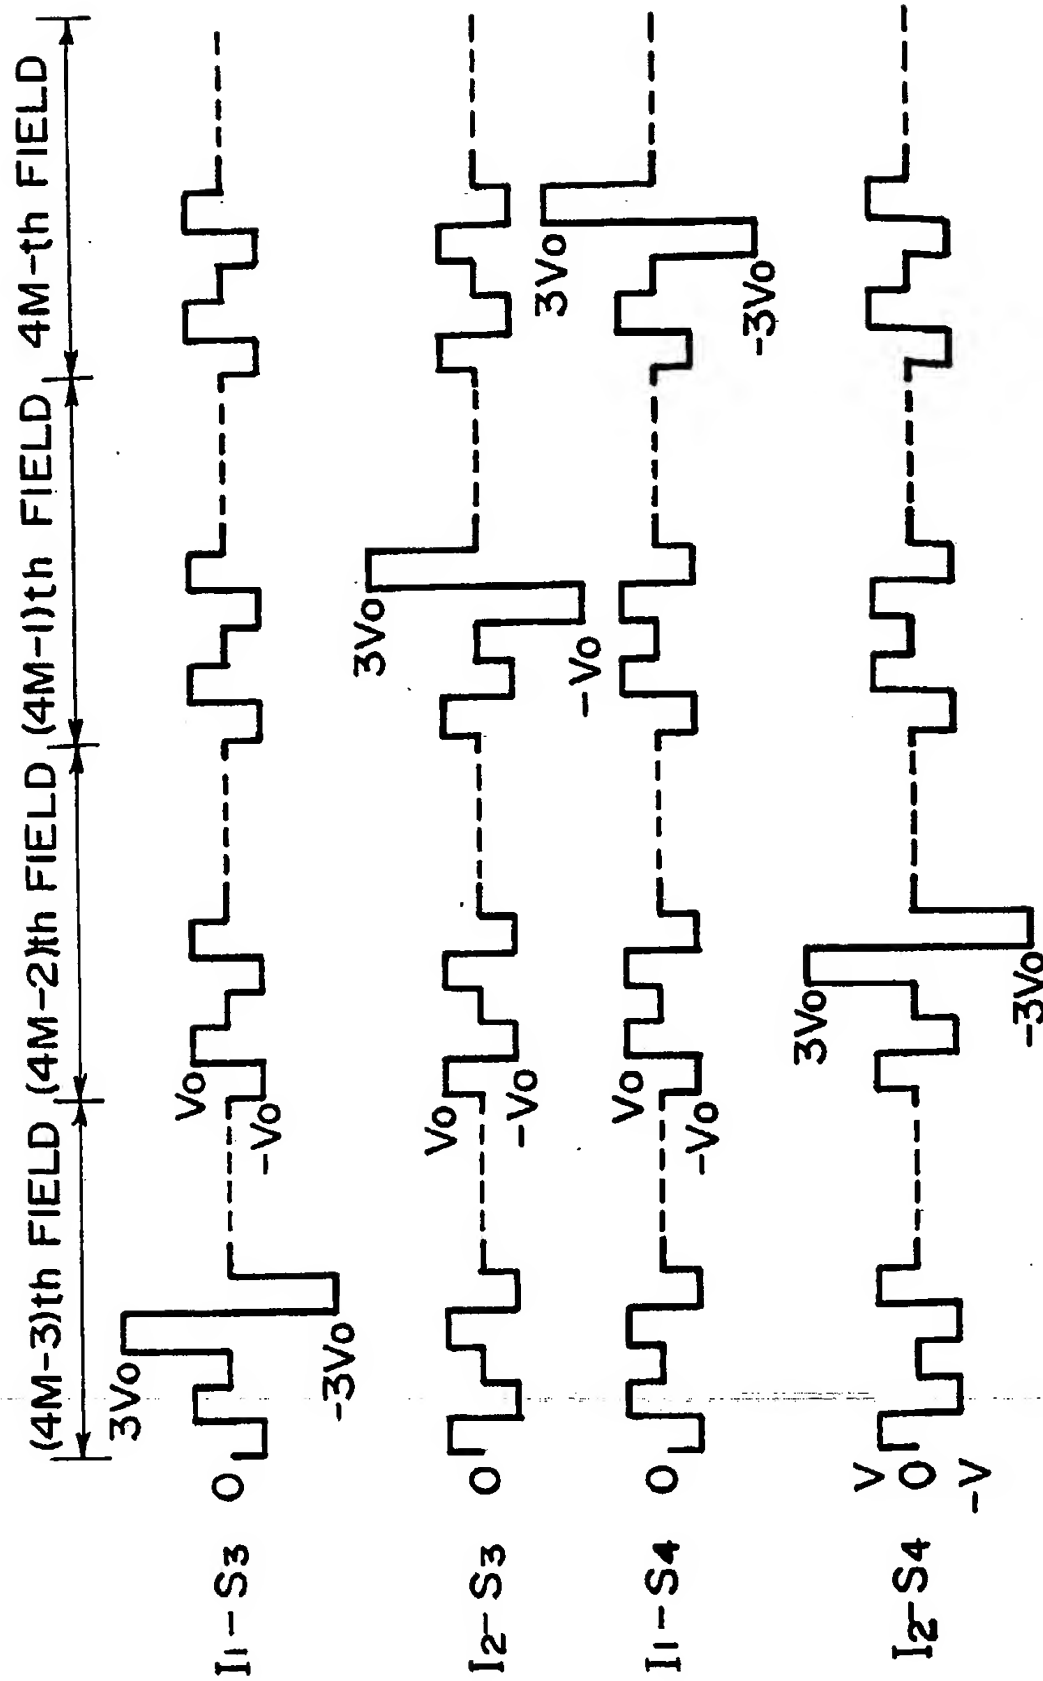 (4M-3)th FIELD (4M-2)th FIELD (4M-1)th FIELD 4M-th FIELD
I1-S3 0 3Vo -3Vo Vo -Vo
I2-S3 0 Vo -Vo 3Vo -Vo
I1-S4 0 Vo -Vo 3Vo -3Vo
I2-S4 V 0 -V 3Vo -3Vo